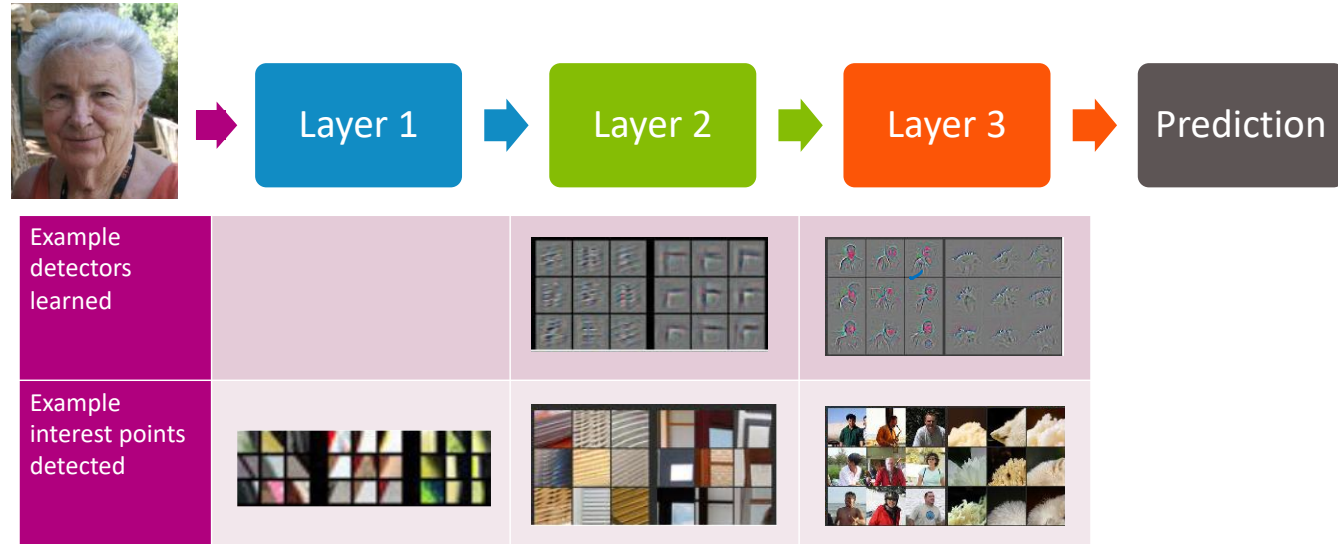 Layer 1
Layer 2
Layer 3
Prediction
Example
detectors
learned
Example
interest points
detected